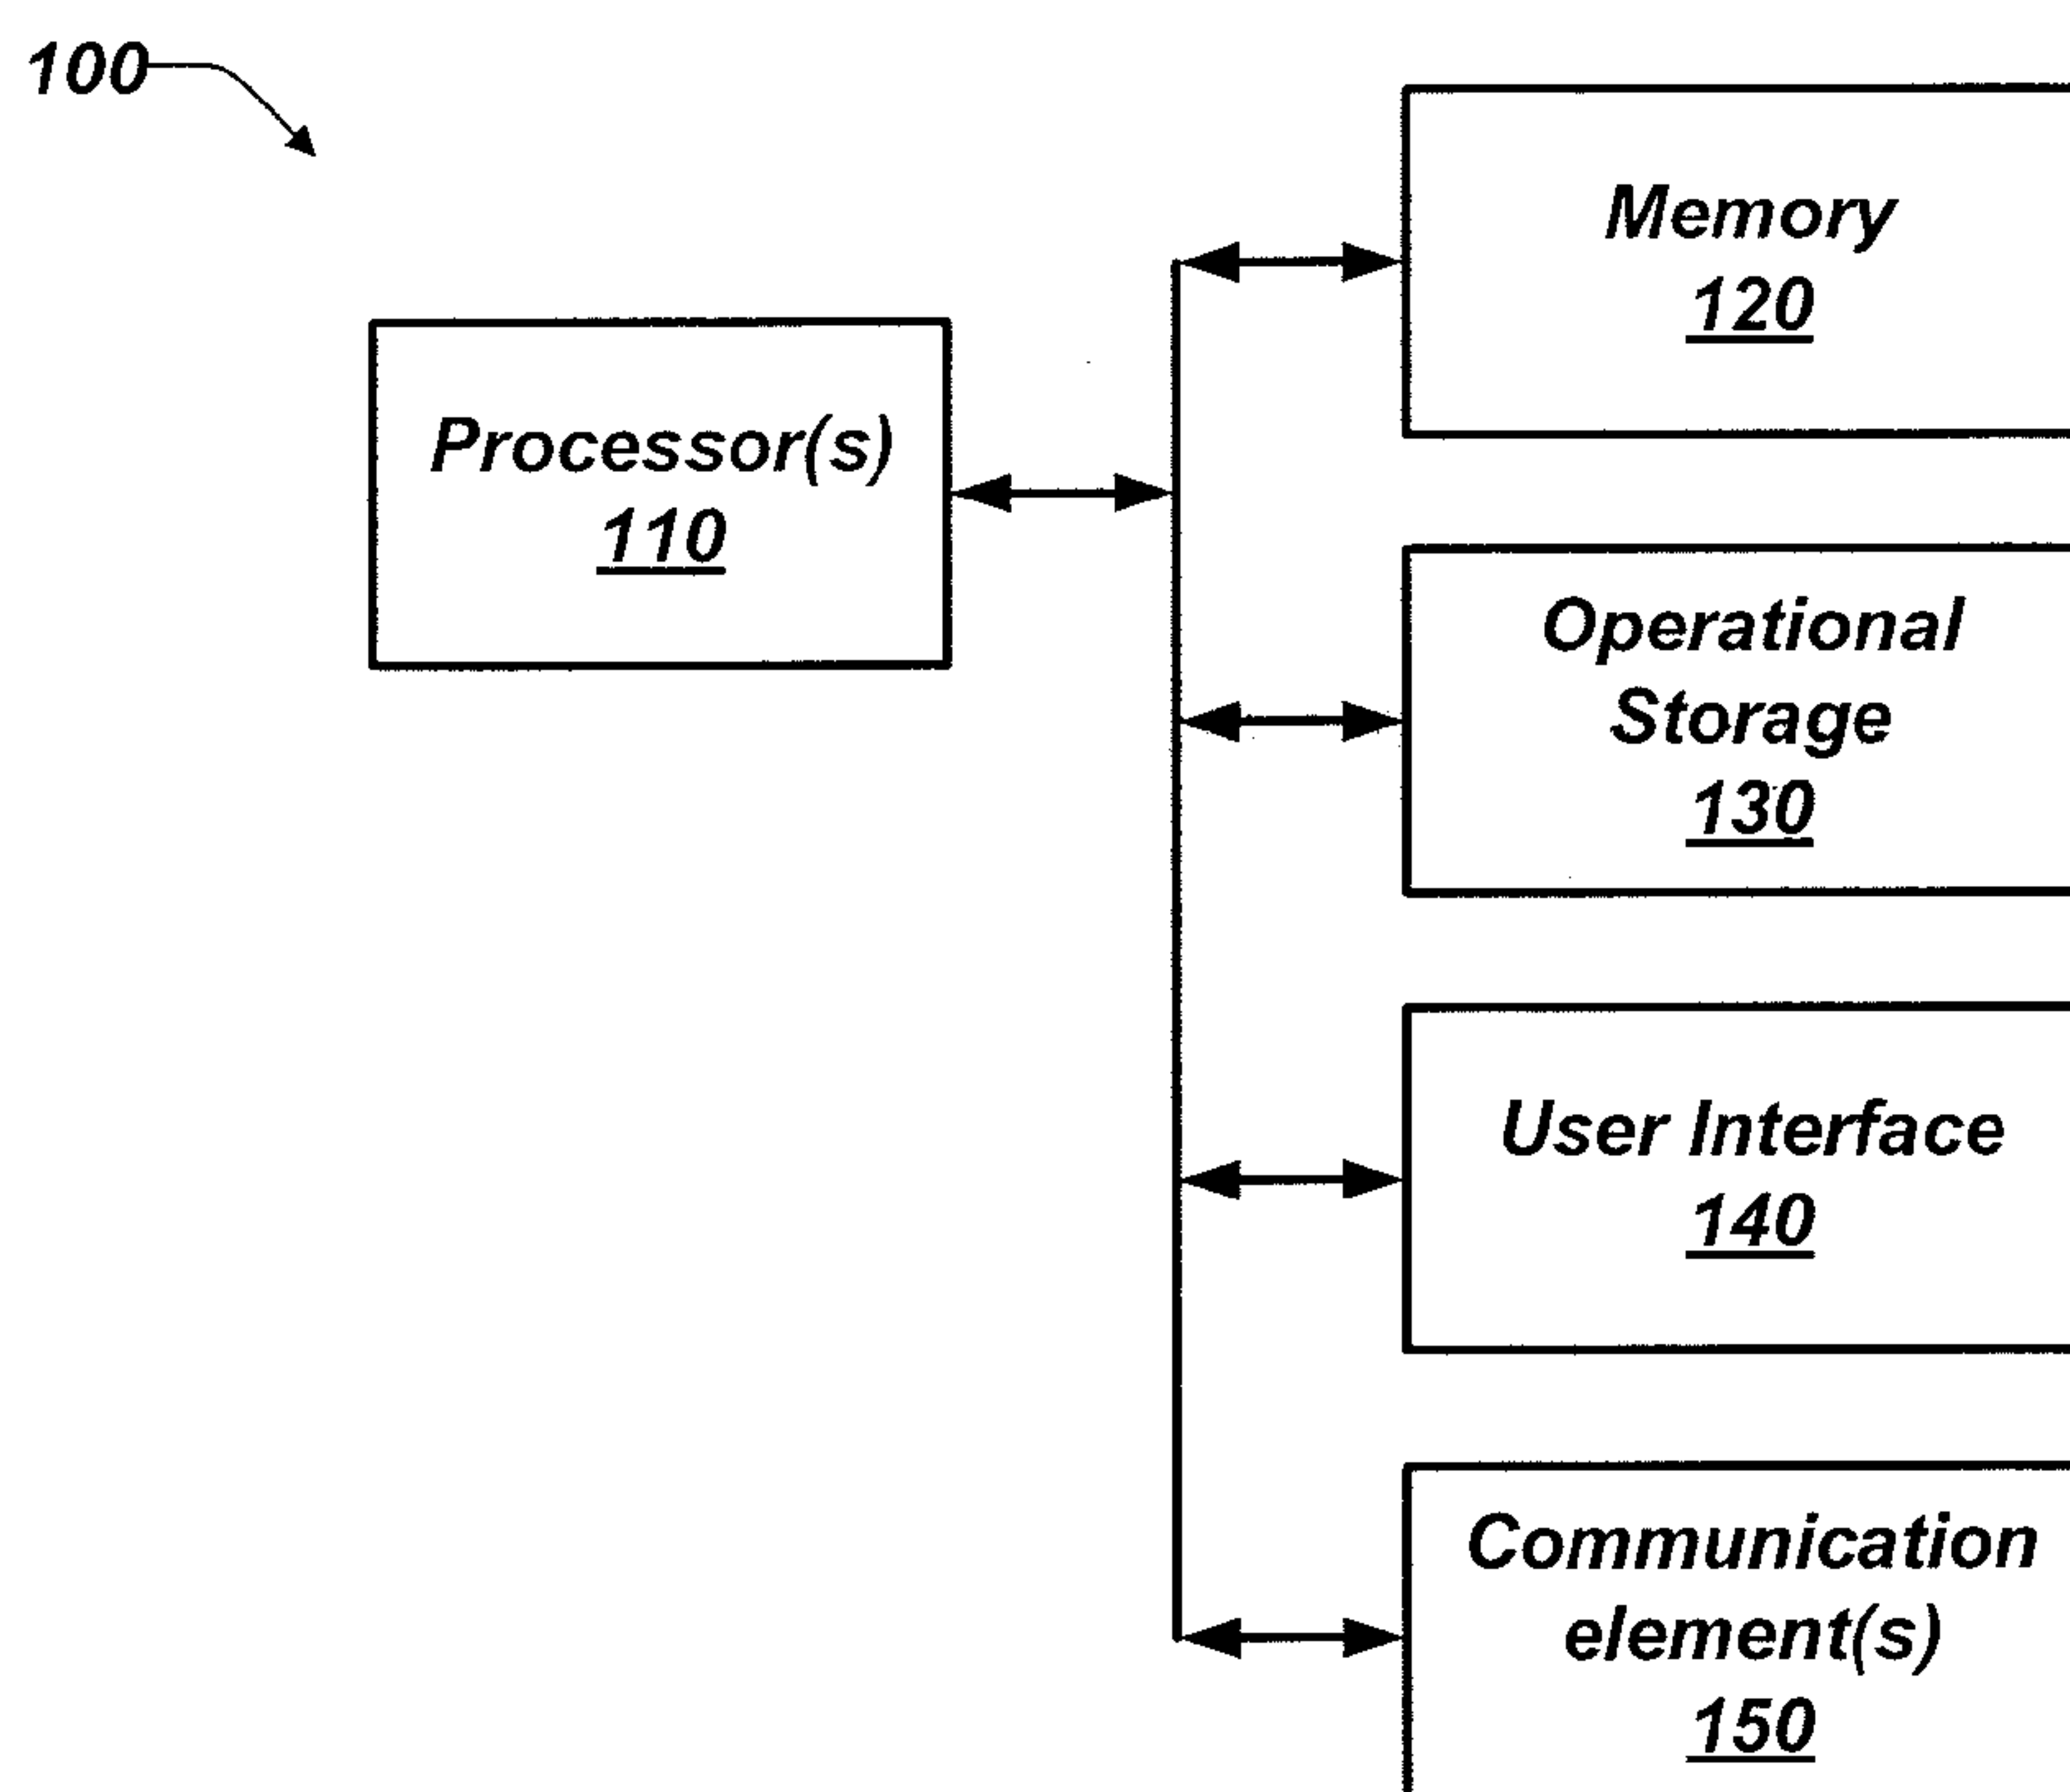 100
Memory
120
Processor(s)
110
Operational
Storage
130
User Interface
140
Communication
element(s)
150